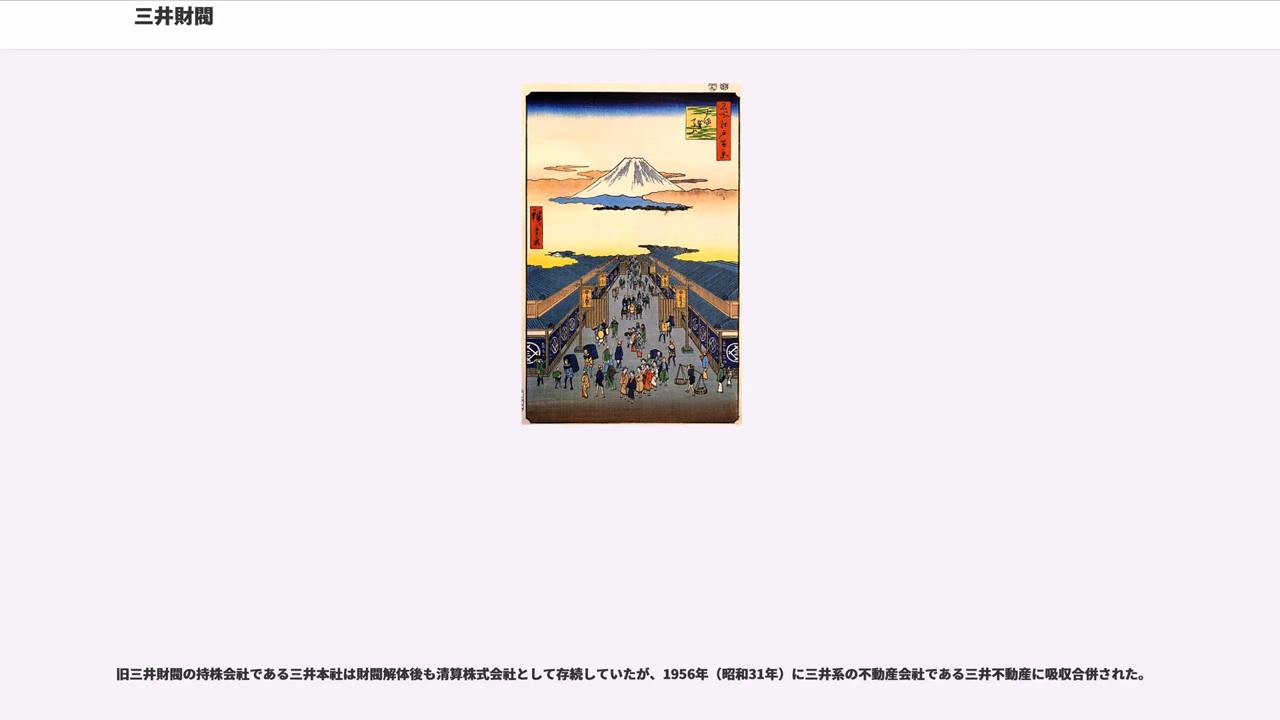 三井財閥
旧三井財閥の持株会社である三井本社は財閥解体後も清算株式会社として存続していたが、1956年（昭和31年）に三井系の不動産会社である三井不動産に吸収合併された。